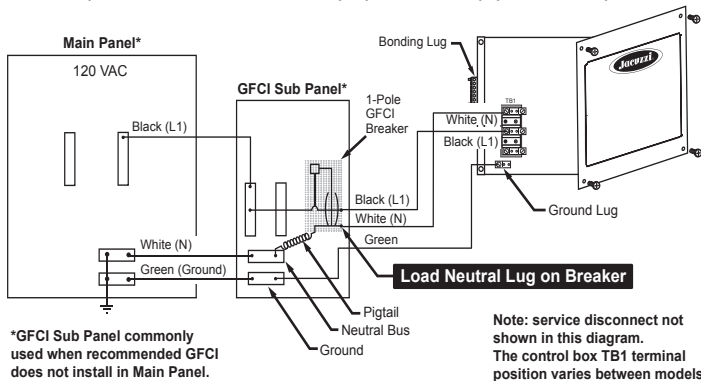 Main Panel*
120 VAC
Black (L1)
White (N)
Green (Ground)
GFCI Sub Panel*
1-Pole
GFCI
Breaker
Black (L1)
White (N)
Green
Load Neutral Lug on Breaker
Pigtail
Neutral Bus
Ground
Bonding Lug
TB1
White (N)
Black (L1)
Ground Lug
Jacuzzi
*GFCI Sub Panel commonly
used when recommended GFCI
does not install in Main Panel.
Note: service disconnect not
shown in this diagram.
The control box TB1 terminal
position varies between models